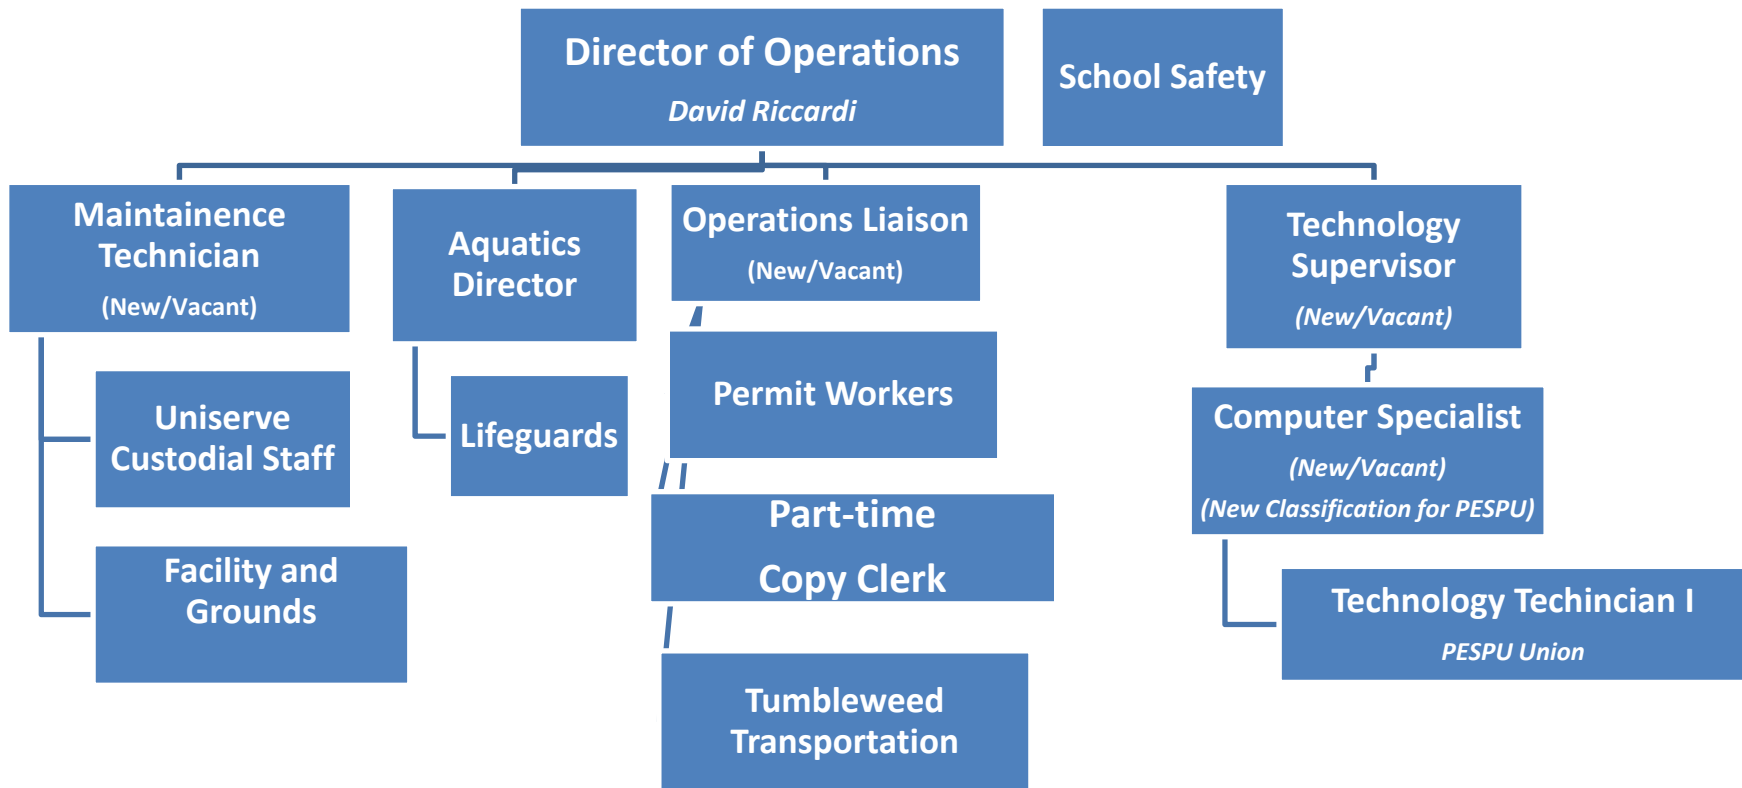 Director of Operations
David Riccardi
School Safety
Maintainence
Technician
(New/Vacant)
Aquatics
Director
Operations Liaison
(New/Vacant)
Technology
Supervisor
(New/Vacant)
Uniserve
Custodial Staff
Lifeguards
Permit Workers
Computer Specialist
(New/Vacant)
(New Classification for PESPU)
Facility and
Grounds
Part-time
Copy Clerk
Technology Techincian I
PESPU Union
Tumbleweed
Transportation